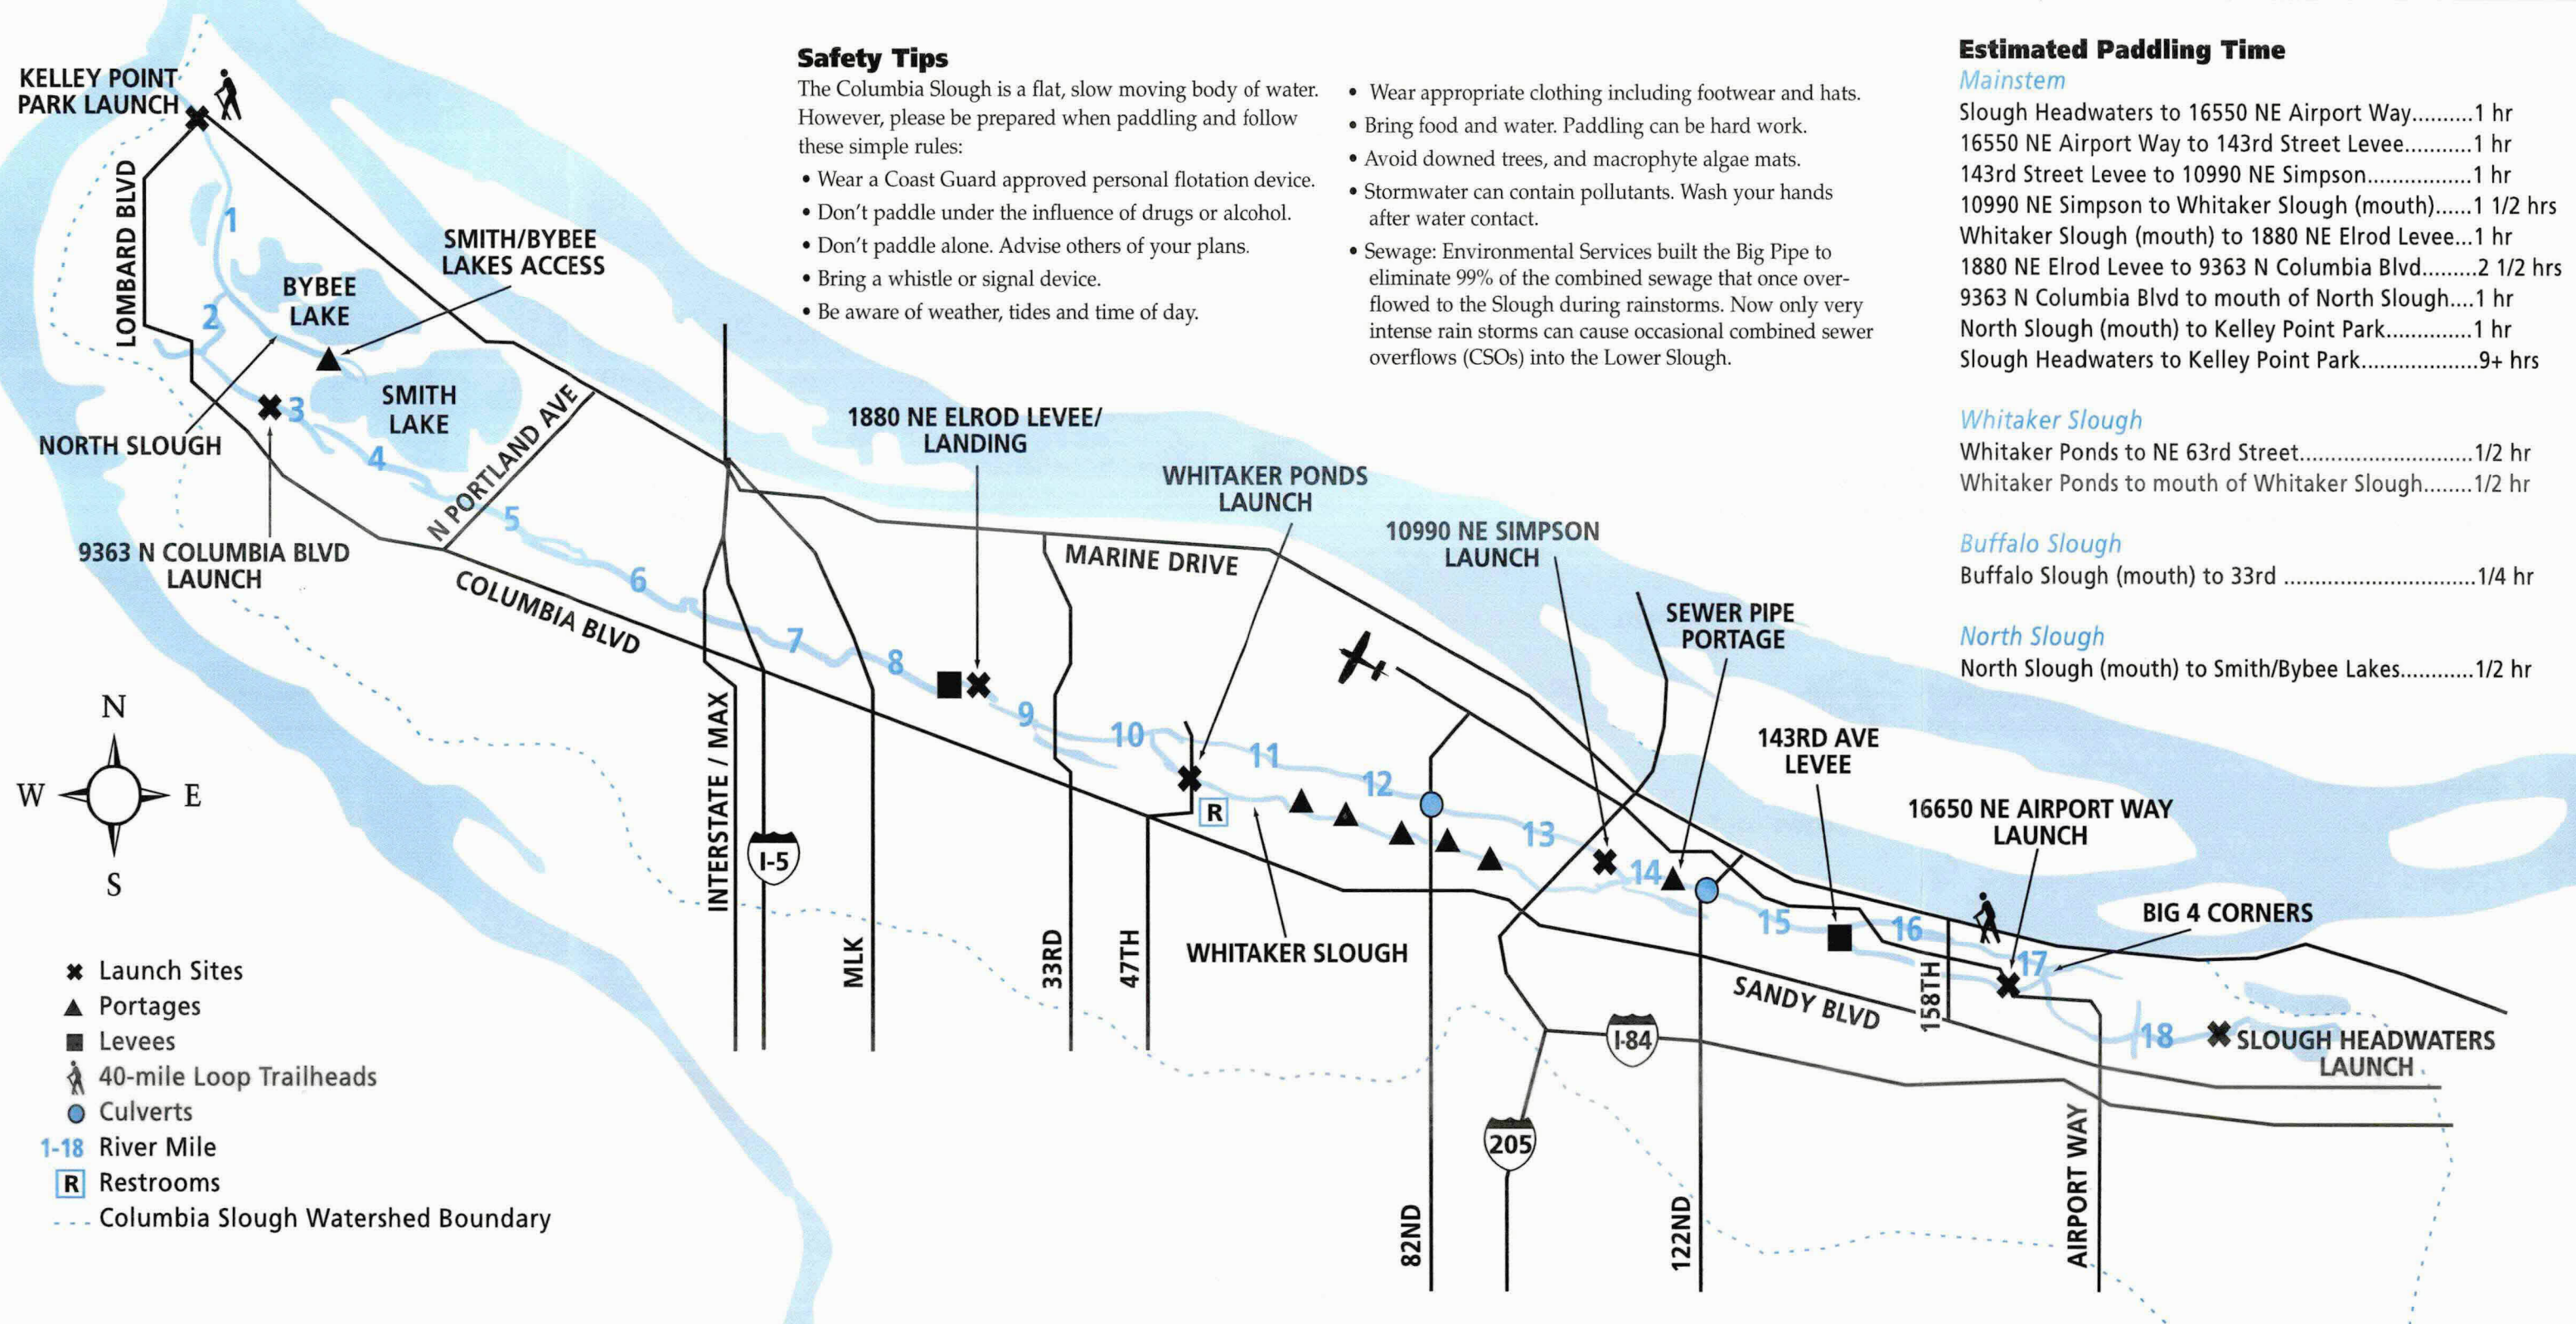 KELLEY POINT
PARK LAUNCH
LOMBARD BLVD
1
2
BYBEE
LAKE
SMITH/BYBEE
LAKES ACCESS
NORTH SLOUGH
3
SMITH
LAKE
4
N PORTLAND AVE
9363 N COLUMBIA BLVD
LAUNCH
5
COLUMBIA BLVD
6
Safety Tips
The Columbia Slough is a flat, slow moving body of water.
However, please be prepared when paddling and follow
these simple rules:
• Wear a Coast Guard approved personal flotation device.
• Don't paddle under the influence of drugs or alcohol.
• Don't paddle alone. Advise others of your plans.
• Bring a whistle or signal device.
• Be aware of weather, tides and time of day.
• Wear appropriate clothing including footwear and hats.
• Bring food and water. Paddling can be hard work.
• Avoid downed trees, and macrophyte algae mats.
• Stormwater can contain pollutants. Wash your hands
after water contact.
• Sewage: Environmental Services built the Big Pipe to
eliminate 99% of the combined sewage that once over-
flowed to the Slough during rainstorms. Now only very
intense rain storms can cause occasional combined sewer
overflows (CSOs) into the Lower Slough.
Estimated Paddling Time
Mainstem
Slough Headwaters to 16550 NE Airport Way..........1 hr
16550 NE Airport Way to 143rd Street Levee...........1 hr
143rd Street Levee to 10990 NE Simpson.................1 hr
10990 NE Simpson to Whitaker Slough (mouth)......1 1/2 hrs
Whitaker Slough (mouth) to 1880 NE Elrod Levee...1 hr
1880 NE Elrod Levee to 9363 N Columbia Blvd.........2 1/2 hrs
9363 N Columbia Blvd to mouth of North Slough....1 hr
North Slough (mouth) to Kelley Point Park..............1 hr
Slough Headwaters to Kelley Point Park...................9+ hrs
Whitaker Slough
Whitaker Ponds to NE 63rd Street............................1/2 hr
Whitaker Ponds to mouth of Whitaker Slough........1/2 hr
Buffalo Slough
Buffalo Slough (mouth) to 33rd ...............................1/4 hr
North Slough
North Slough (mouth) to Smith/Bybee Lakes............1/2 hr
1880 NE ELROD LEVEE/
LANDING
WHITAKER PONDS
LAUNCH
10990 NE SIMPSON
LAUNCH
MARINE DRIVE
SEWER PIPE
PORTAGE
143RD AVE
LEVEE
16650 NE AIRPORT WAY
LAUNCH
BIG 4 CORNERS
7
8
9
10
11
12
13
14
15
16
17
18
R
INTERSTATE / MAX
I-5
MLK
33RD
47TH
WHITAKER SLOUGH
82ND
205
I-84
122ND
SANDY BLVD
158TH
AIRPORT WAY
SLOUGH HEADWATERS
LAUNCH
N
W E
S
Launch Sites
Portages
Levees
40-mile Loop Trailheads
Culverts
1-18 River Mile
R Restrooms
Columbia Slough Watershed Boundary